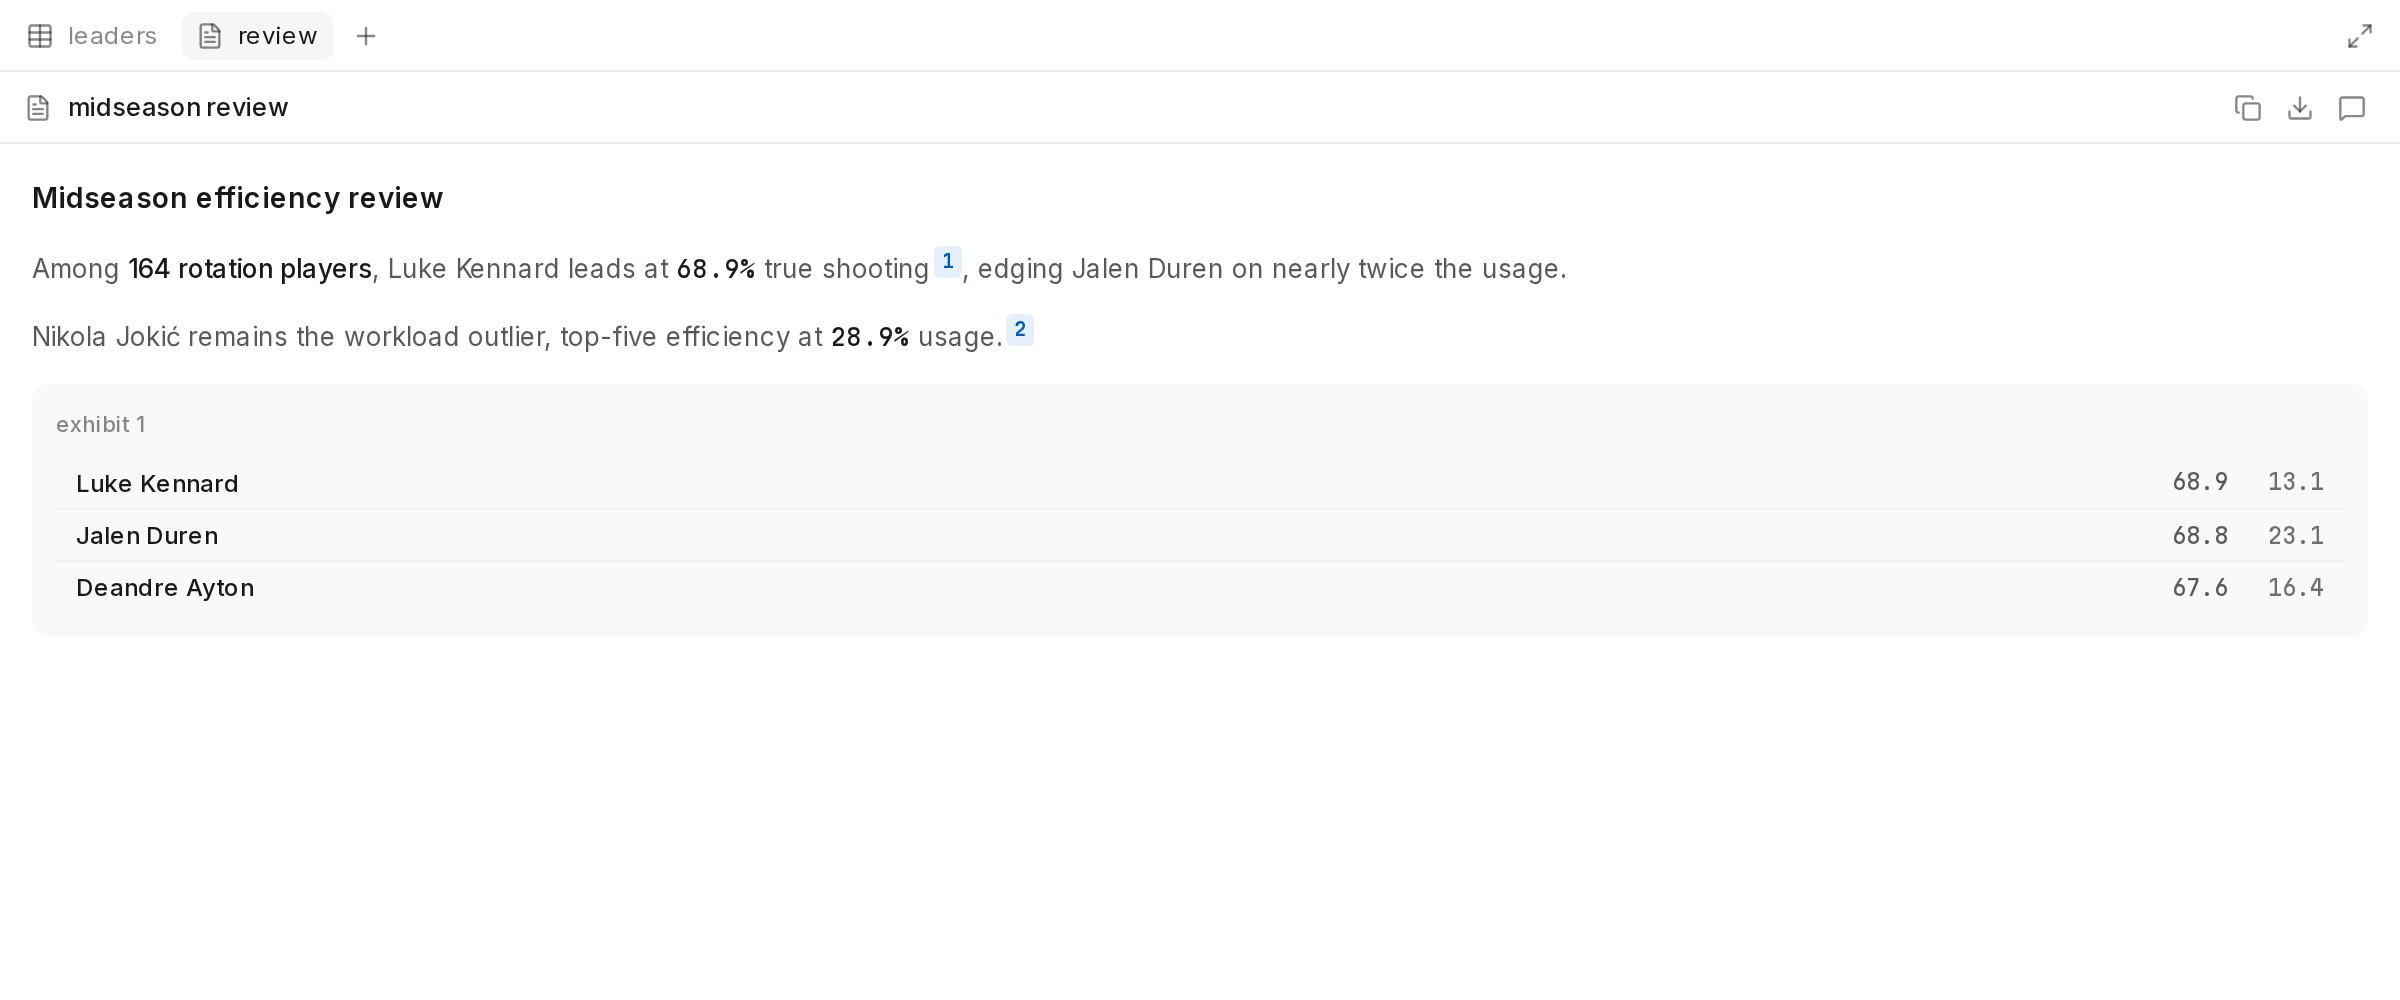 leaders review
midseason review
Midseason efficiency review
Among 164 rotation players, Luke Kennard leads at 68.9% true shooting 1, edging Jalen Duren on nearly twice the usage.
Nikola Jokić remains the workload outlier, top-five efficiency at 28.9% usage. 2
exhibit 1
Luke Kennard 68.9 13.1
Jalen Duren 68.8 23.1
Deandre Ayton 67.6 16.4